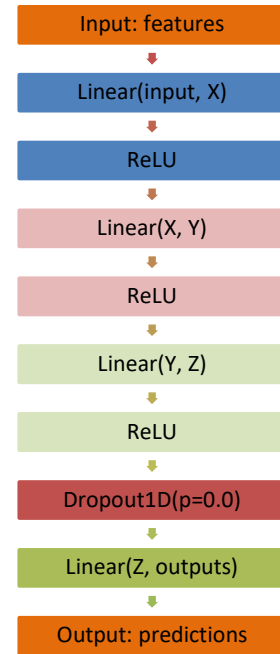 Input: features
Linear(input, X)
ReLU
Linear(X, Y)
ReLU
Linear(Y, Z)
ReLU
Dropout1D(p=0.0)
Linear(Z, outputs)
Output: predictions